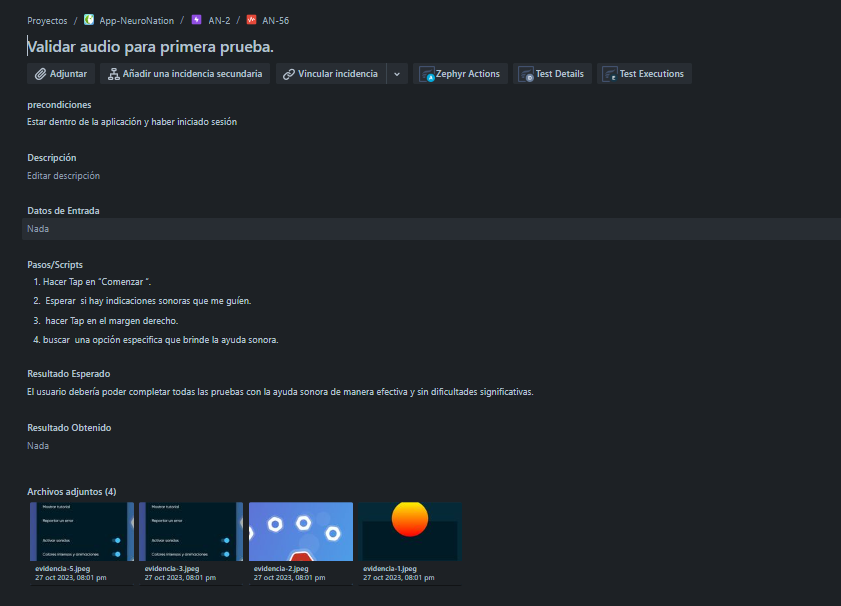 Proyectos / App-NeuroNation / AN-2 / AN-56
Validar audio para primera prueba.
Adjuntar Añadir una incidencia secundaria Vincular incidencia Zephyr Actions Test Details Test Executions
precondiciones
Estar dentro de la aplicación y haber iniciado sesión
Descripción
Editar descripción
Datos de Entrada
Nada
Pasos/Scripts
1. Hacer Tap en "Comenzar ".
2. Esperar si hay indicaciones sonoras que me guíen.
3. hacer Tap en el margen derecho.
4. buscar una opción especifica que brinde la ayuda sonora.
Resultado Esperado
El usuario debería poder completar todas las pruebas con la ayuda sonora de manera efectiva y sin dificultades significativas.
Resultado Obtenido
Nada
Archivos adjuntos (4)
Mostrar tutorial Mostrar tutorial
Reportar un error Reportar un error
Activar sonidos Activar sonidos
Colores intensos y animaciones Colores intensos y animaciones
evidencia-5.jpeg evidencia-3.jpeg evidencia-2.jpeg evidencia-1.jpeg
27 oct 2023, 08:01 pm 27 oct 2023, 08:01 pm 27 oct 2023, 08:01 pm 27 oct 2023, 08:01 pm